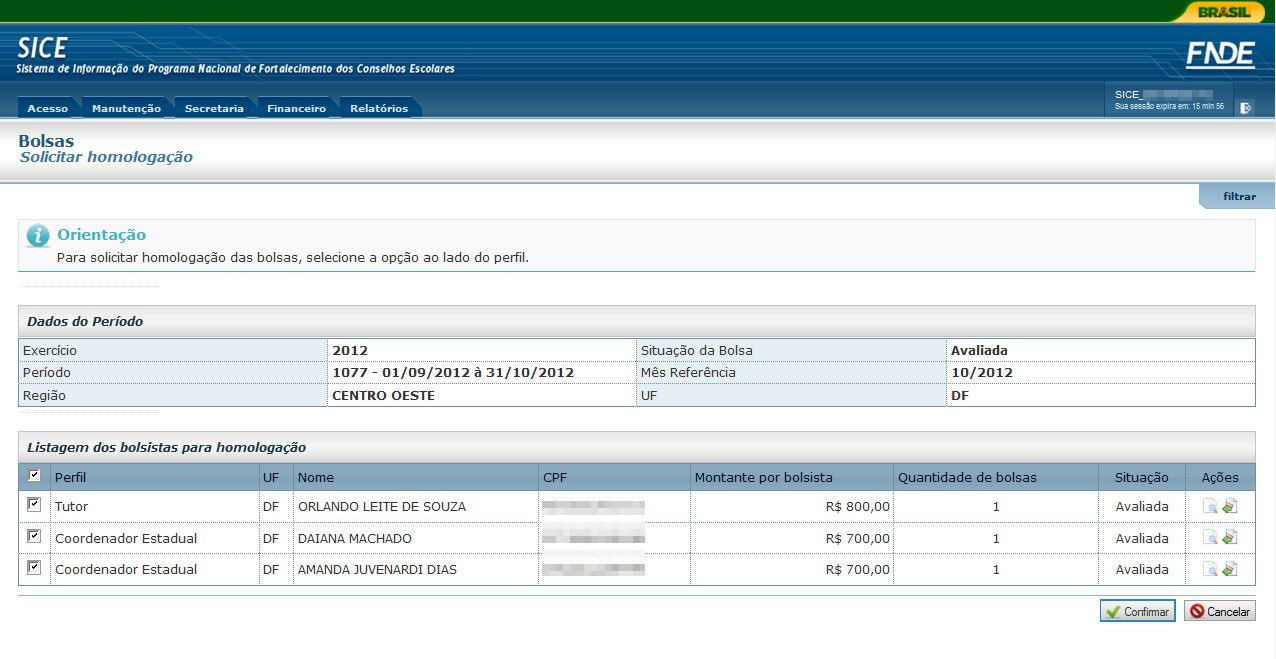 BRASIL
SICE
Sistema de Informação do Programa Nacional de Fortalecimento dos Conselhos Escolares
FNDE
Acesso Manutenção Secretaria Financeiro Relatórios
SICE_
Sua sessão expira em: 15 min 56
Bolsas
Solicitar homologação
filtrar
Orientação
Para solicitar homologação das bolsas, selecione a opção ao lado do perfil.
Dados do Período
Exercício 2012 Situação da Bolsa Avaliada
Período 1077 - 01/09/2012 à 31/10/2012 Mês Referência 10/2012
Região CENTRO OESTE UF DF
Listagem dos bolsistas para homologação
Perfil UF Nome CPF Montante por bolsista Quantidade de bolsas Situação Ações
Tutor DF ORLANDO LEITE DE SOUZA R$ 800,00 1 Avaliada
Coordenador Estadual DF DAIANA MACHADO R$ 700,00 1 Avaliada
Coordenador Estadual DF AMANDA JUVENARDI DIAS R$ 700,00 1 Avaliada
Confirmar Cancelar